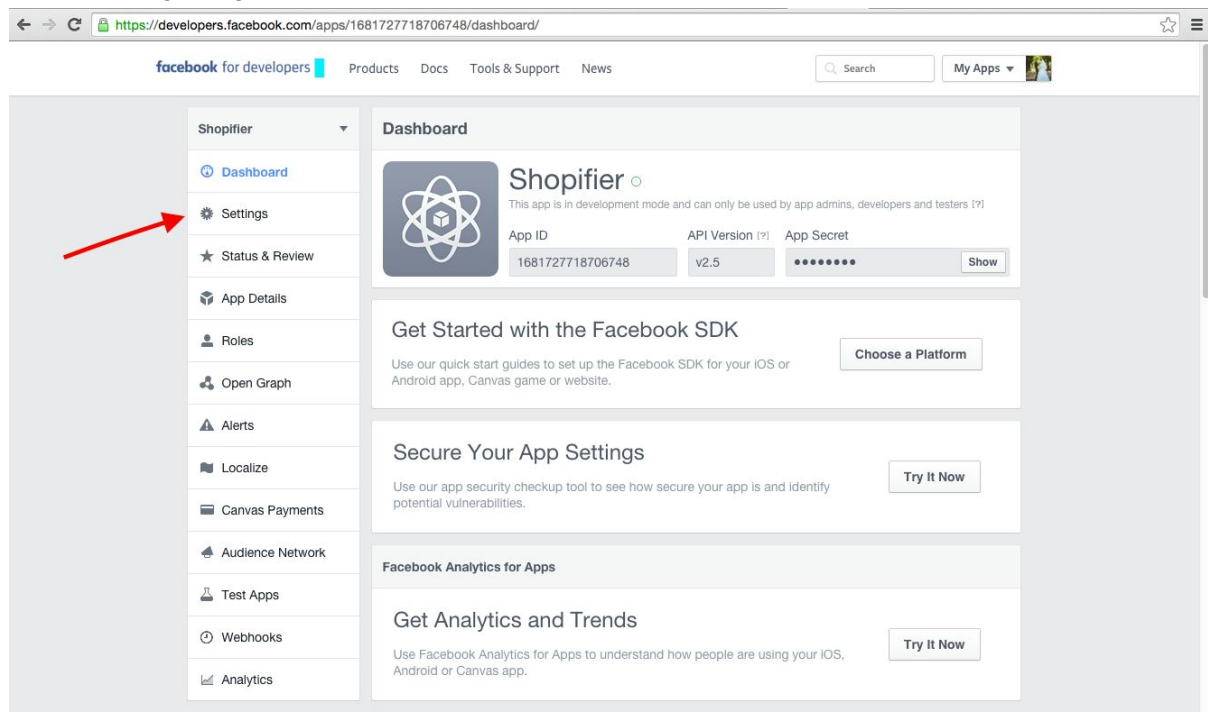 https://developers.facebook.com/apps/1681727718706748/dashboard/
facebook for developers Products Docs Tools & Support News Search My Apps
Shopifier
Dashboard
Settings
Status & Review
App Details
Roles
Open Graph
Alerts
Localize
Canvas Payments
Audience Network
Test Apps
Webhooks
Analytics
Dashboard
Shopifier
This app is in development mode and can only be used by app admins, developers and testers [?]
App ID API Version [?] App Secret
1681727718706748 v2.5 •••••••• Show
Get Started with the Facebook SDK
Use our quick start guides to set up the Facebook SDK for your iOS or
Android app, Canvas game or website.
Choose a Platform
Secure Your App Settings
Use our app security checkup tool to see how secure your app is and identify
potential vulnerabilities.
Try It Now
Facebook Analytics for Apps
Get Analytics and Trends
Use Facebook Analytics for Apps to understand how people are using your iOS,
Android or Canvas app.
Try It Now